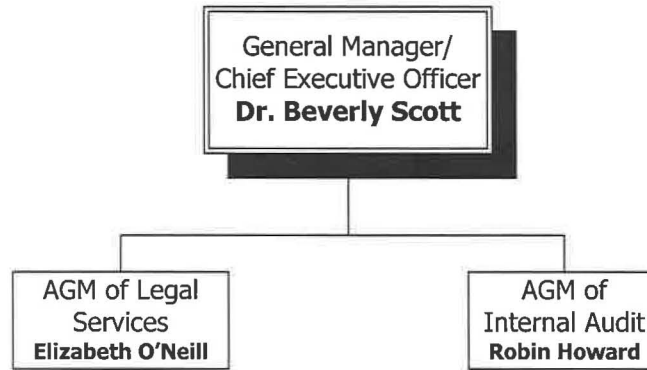 General Manager/
Chief Executive Officer
Dr. Beverly Scott
AGM of Legal
Services
Elizabeth O'Neill
AGM of
Internal Audit
Robin Howard